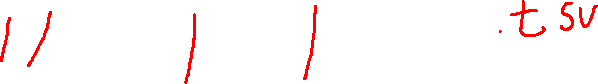 // | | .tsv